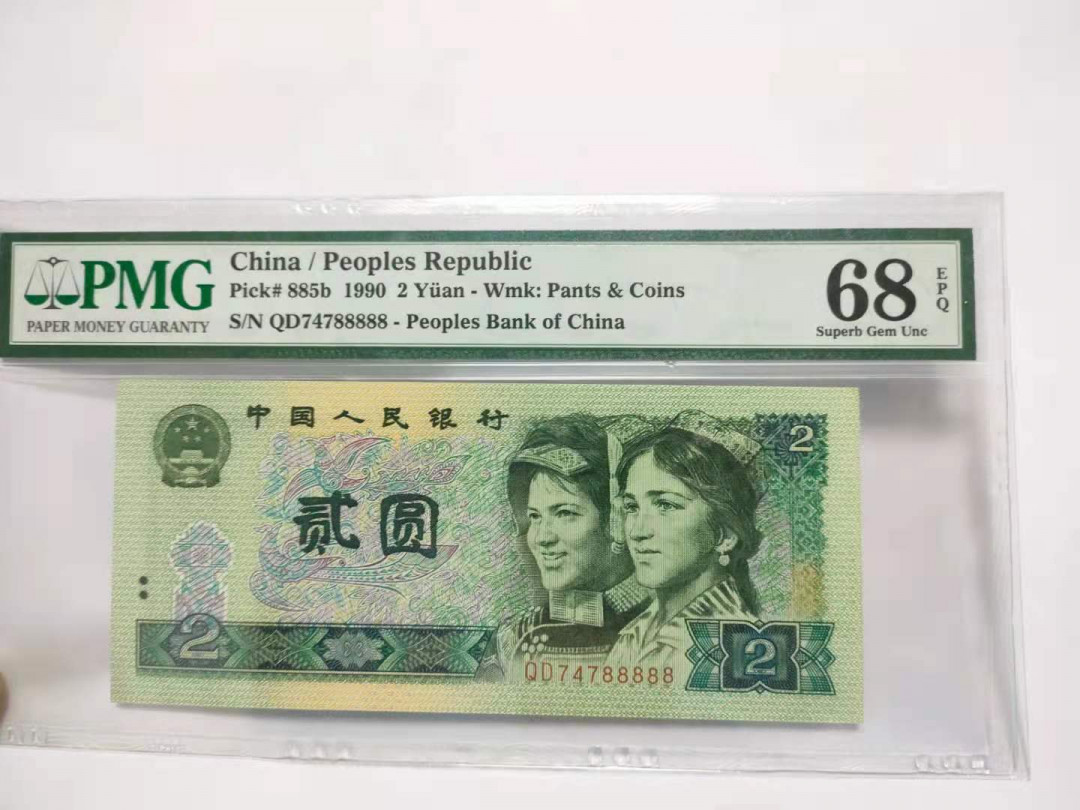 PMG
PAPER MONEY GUARANTY
China / Peoples Republic
Pick# 885b 1990 2 Yüan - Wmk: Pants & Coins
S/N QD74788888 - Peoples Bank of China
68
EPQ
Superb Gem Unc
中国人民银行
2
贰圆
2
2
QD74788888